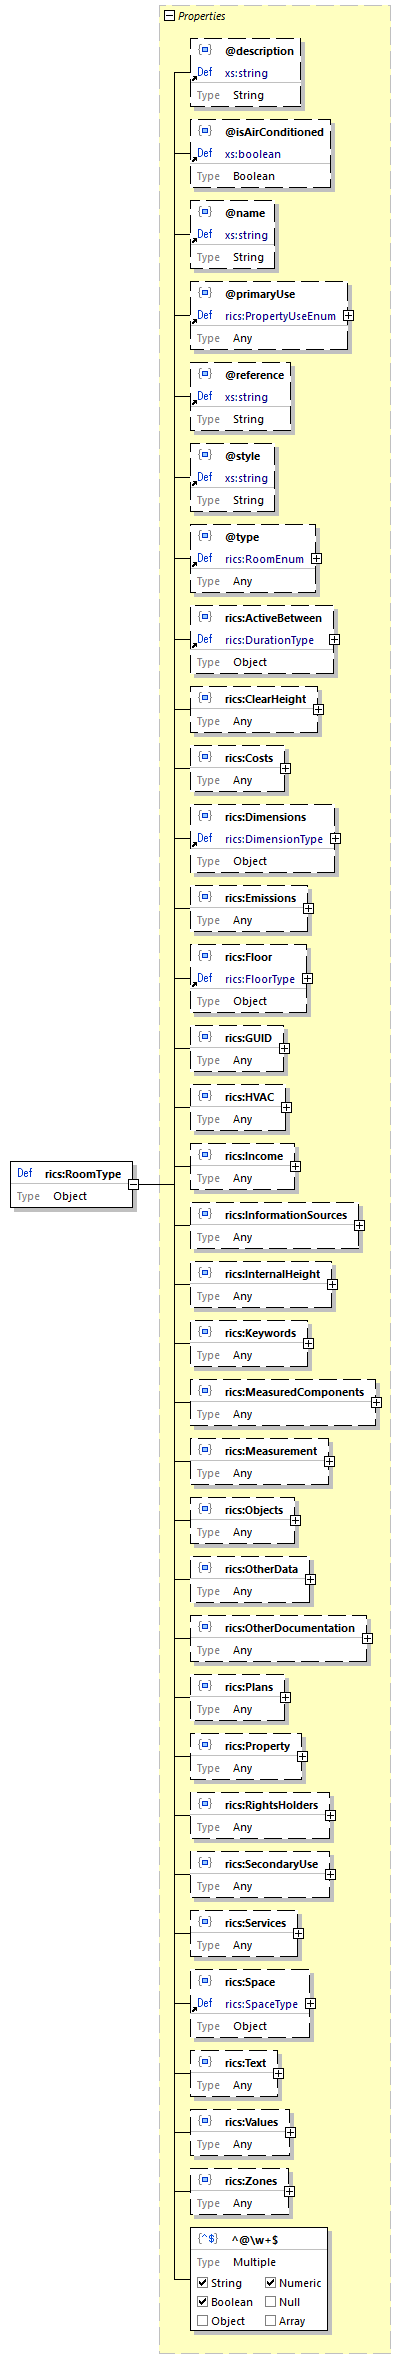 Properties
@description
Def xs:string
Type String
@isAirConditioned
Def xs:boolean
Type Boolean
@name
Def xs:string
Type String
@primaryUse
Def rics:PropertyUseEnum
Type Any
@reference
Def xs:string
Type String
@style
Def xs:string
Type String
@type
Def rics:RoomEnum
Type Any
rics:ActiveBetween
Def rics:DurationType
Type Object
rics:ClearHeight
Type Any
rics:Costs
Type Any
rics:Dimensions
Def rics:DimensionType
Type Object
rics:Emissions
Type Any
rics:Floor
Def rics:FloorType
Type Object
rics:GUID
Type Any
rics:HVAC
Type Any
rics:Income
Type Any
Def rics:RoomType
Type Object
rics:InformationSources
Type Any
rics:InternalHeight
Type Any
rics:Keywords
Type Any
rics:MeasuredComponents
Type Any
rics:Measurement
Type Any
rics:Objects
Type Any
rics:OtherData
Type Any
rics:OtherDocumentation
Type Any
rics:Plans
Type Any
rics:Property
Type Any
rics:RightsHolders
Type Any
rics:SecondaryUse
Type Any
rics:Services
Type Any
rics:Space
Def rics:SpaceType
Type Object
rics:Text
Type Any
rics:Values
Type Any
rics:Zones
Type Any
{^$} ^@\w+$
Type Multiple
String Numeric
Boolean Null
Object Array